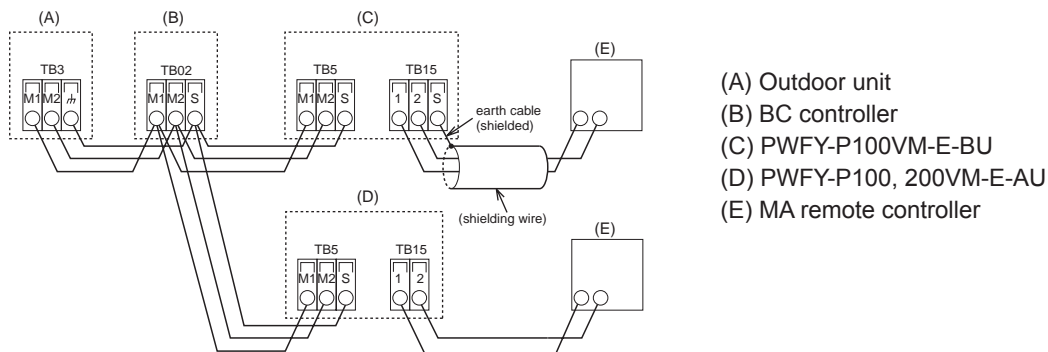 (A)
(B)
(C)
(E)
TB3
TB02
TB5
TB15
M1 M2
M1 M2 S
M1 M2 S
1 2 S
earth cable
(shielded)
(shielding wire)
(D)
(E)
TB5
TB15
M1 M2 S
1 2
(A) Outdoor unit
(B) BC controller
(C) PWFY-P100VM-E-BU
(D) PWFY-P100, 200VM-E-AU
(E) MA remote controller